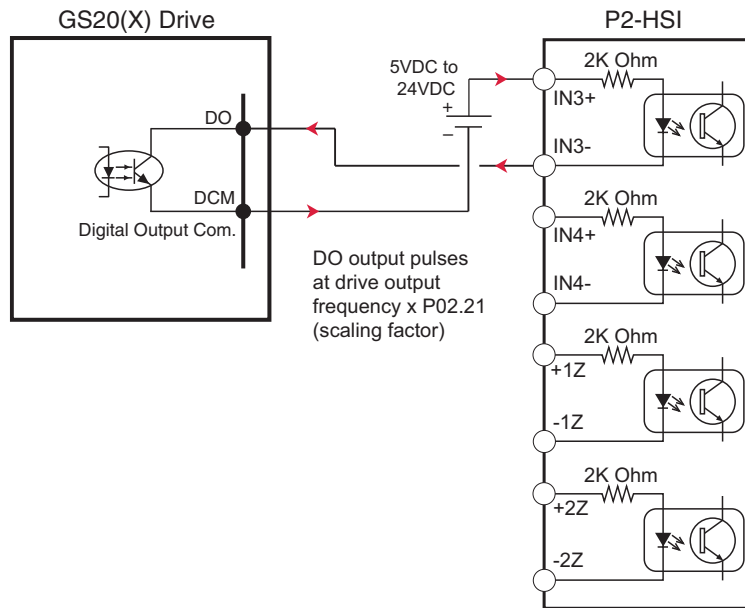 GS20(X) Drive
P2-HSI
5VDC to
24VDC
+
–
DO
DCM
Digital Output Com.
DO output pulses
at drive output
frequency x P02.21
(scaling factor)
2K Ohm
IN3+
IN3-
2K Ohm
IN4+
IN4-
2K Ohm
+1Z
-1Z
2K Ohm
+2Z
-2Z